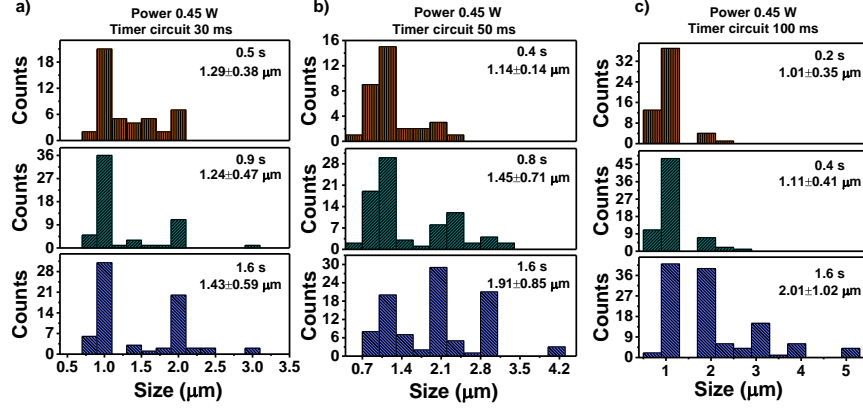 a)
Power 0.45 W
Timer circuit 30 ms
0.5 s
1.29±0.38 μm
Counts
21
18
12
6
0
0.9 s
1.24±0.47 μm
Counts
36
27
18
9
0
1.6 s
1.43±0.59 μm
Counts
28
21
14
7
0
0.5 1.0 1.5 2.0 2.5 3.0 3.5
Size (μm)
b)
Power 0.45 W
Timer circuit 50 ms
0.4 s
1.14±0.14 μm
Counts
16
12
8
4
0
0.8 s
1.45±0.71 μm
Counts
28
21
14
7
0
1.6 s
1.91±0.85 μm
Counts
27
18
9
0
0.7 1.4 2.1 2.8 3.5 4.2
Size (μm)
c)
Power 0.45 W
Timer circuit 100 ms
0.2 s
1.01±0.35 μm
Counts
36
27
18
9
0
0.4 s
1.11±0.41 μm
Counts
45
30
15
0
1.6 s
2.01±1.02 μm
Counts
36
24
12
0
1 2 3 4 5
Size (μm)